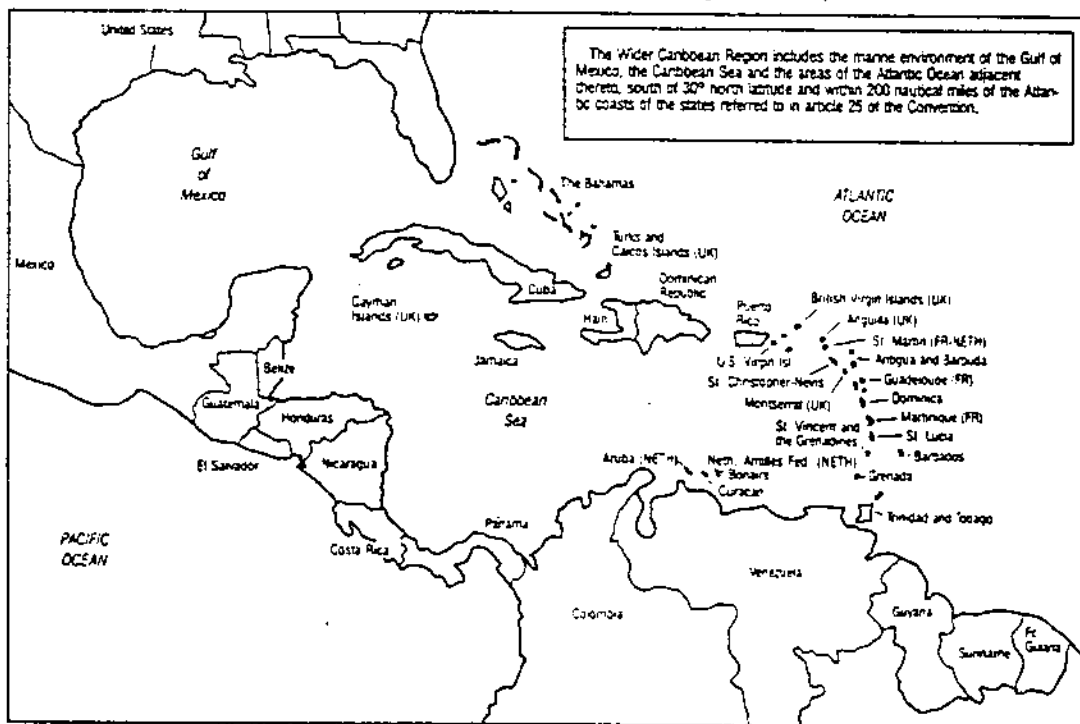 The Wider Caribbean Region includes the marine environment of the Gulf of
Mexico, the Caribbean Sea and the areas of the Atlantic Ocean adjacent
thereto, south of 30° north latitude and within 200 nautical miles of the Atlan-
tic coasts of the states referred to in article 25 of the Convention.
United States
Gulf
of
Mexico
The Bahamas
ATLANTIC
OCEAN
Turks and
Caicos Islands (UK)
Mexico
Cuba
Dominican
Republic
Cayman
Islands (UK)
Haiti
Puerto
Rico
British Virgin Islands (UK)
Anguilla (UK)
St. Martin (FR-NETH)
Jamaica
U.S. Virgin Isl
Antigua and Barbuda
St. Christopher-Nevis
Guadeloupe (FR)
Belize
Montserrat (UK)
Dominica
Guatemala
Honduras
Caribbean
Sea
Martinique (FR)
St. Vincent and
the Grenadines
St. Lucia
Barbados
El Salvador
Nicaragua
Aruba (NETH)
Neth. Antilles Fed. (NETH)
Bonaire
Curacao
Grenada
Trinidad and Tobago
PACIFIC
OCEAN
Costa Rica
Panama
Venezuela
Colombia
Guyana
Suriname
Fr.
Guiana